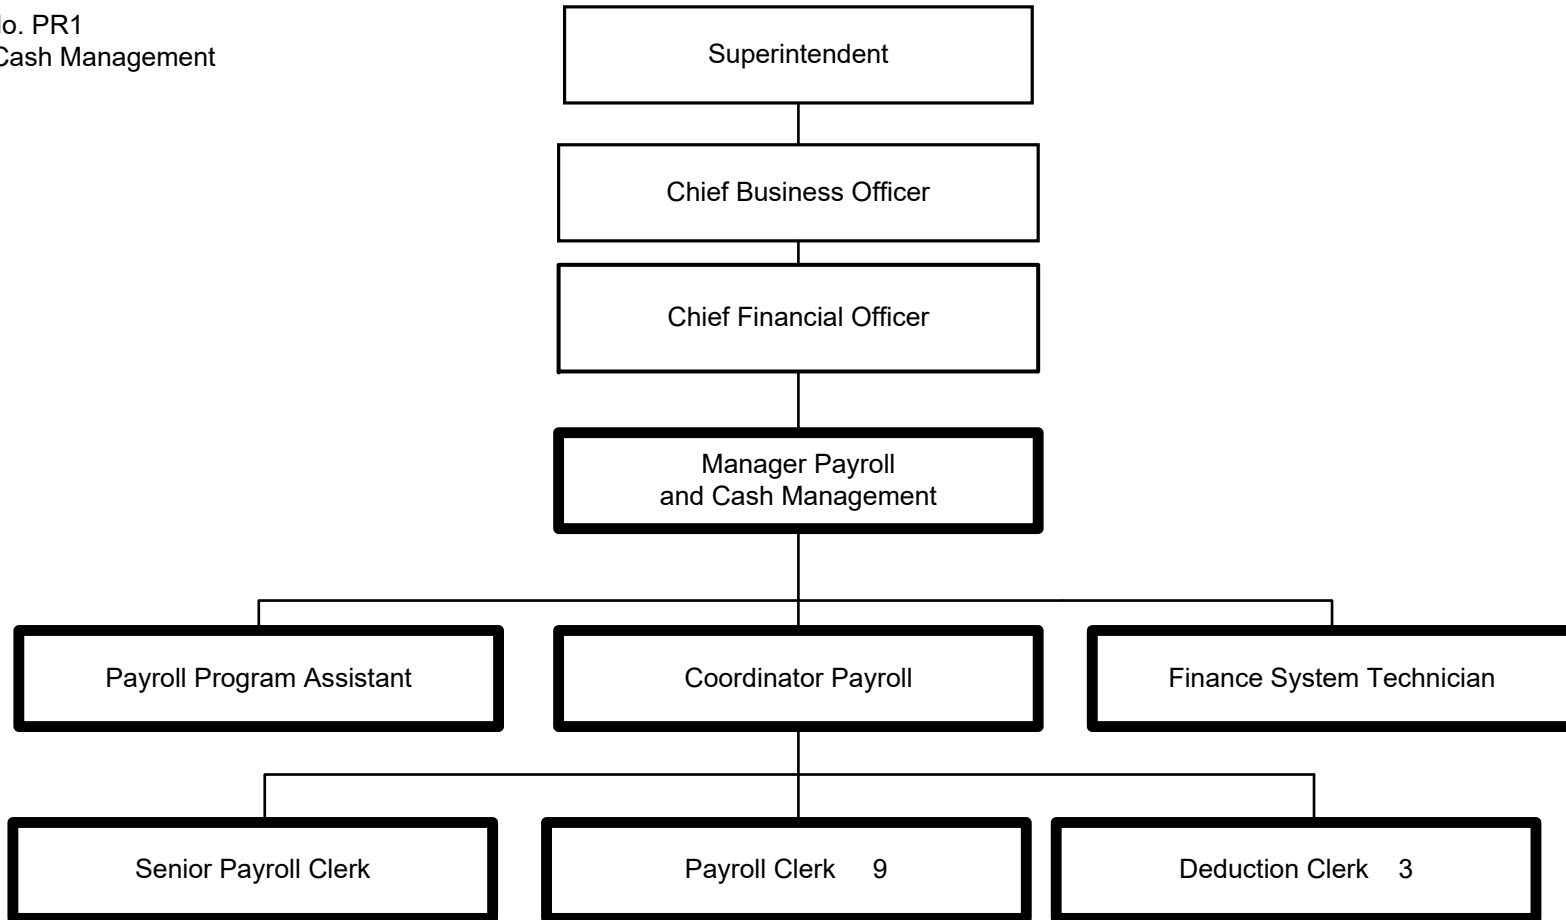 No. PR1
Cash Management
Superintendent
Chief Business Officer
Chief Financial Officer
Manager Payroll
and Cash Management
Payroll Program Assistant
Coordinator Payroll
Finance System Technician
Senior Payroll Clerk
Payroll Clerk 9
Deduction Clerk 3